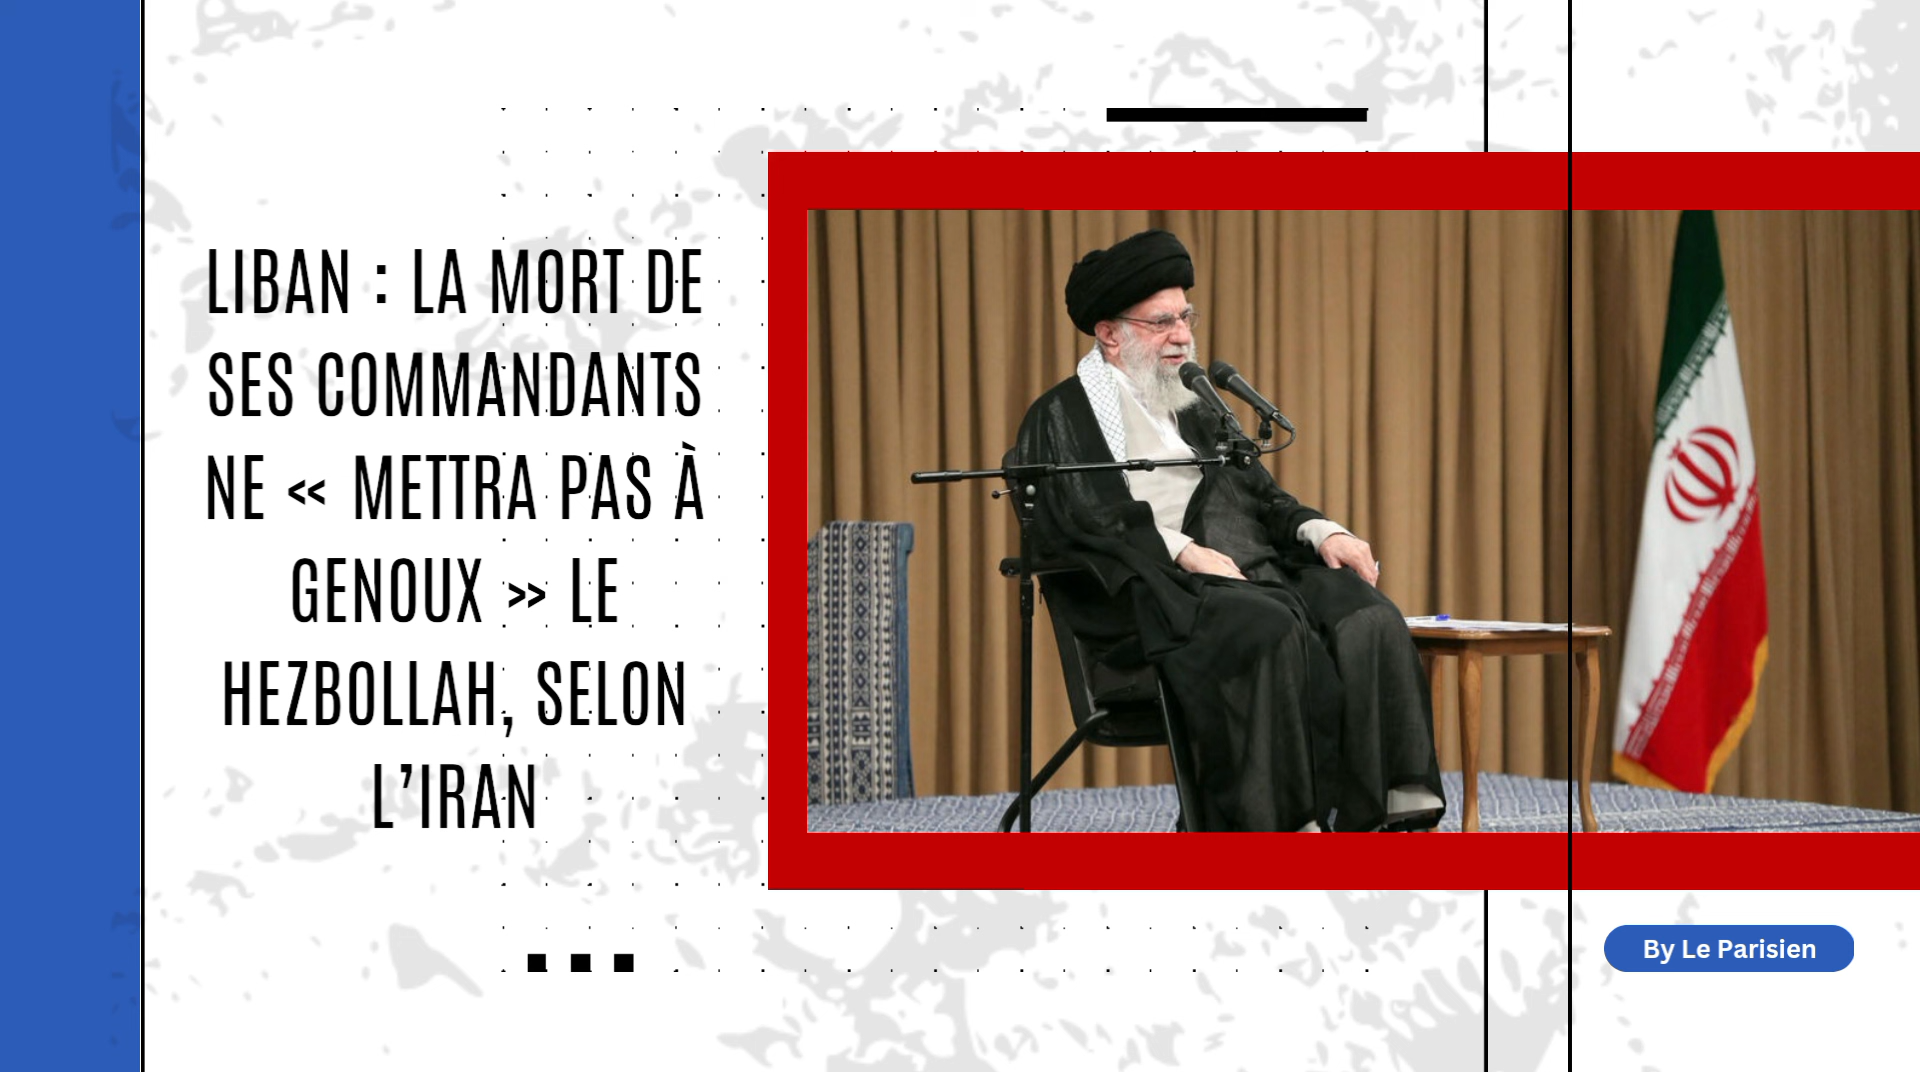 LIBAN : LA MORT DE
SES COMMANDANTS
NE « METTRA PAS À
GENOUX » LE
HEZBOLLAH, SELON
L’IRAN
By Le Parisien